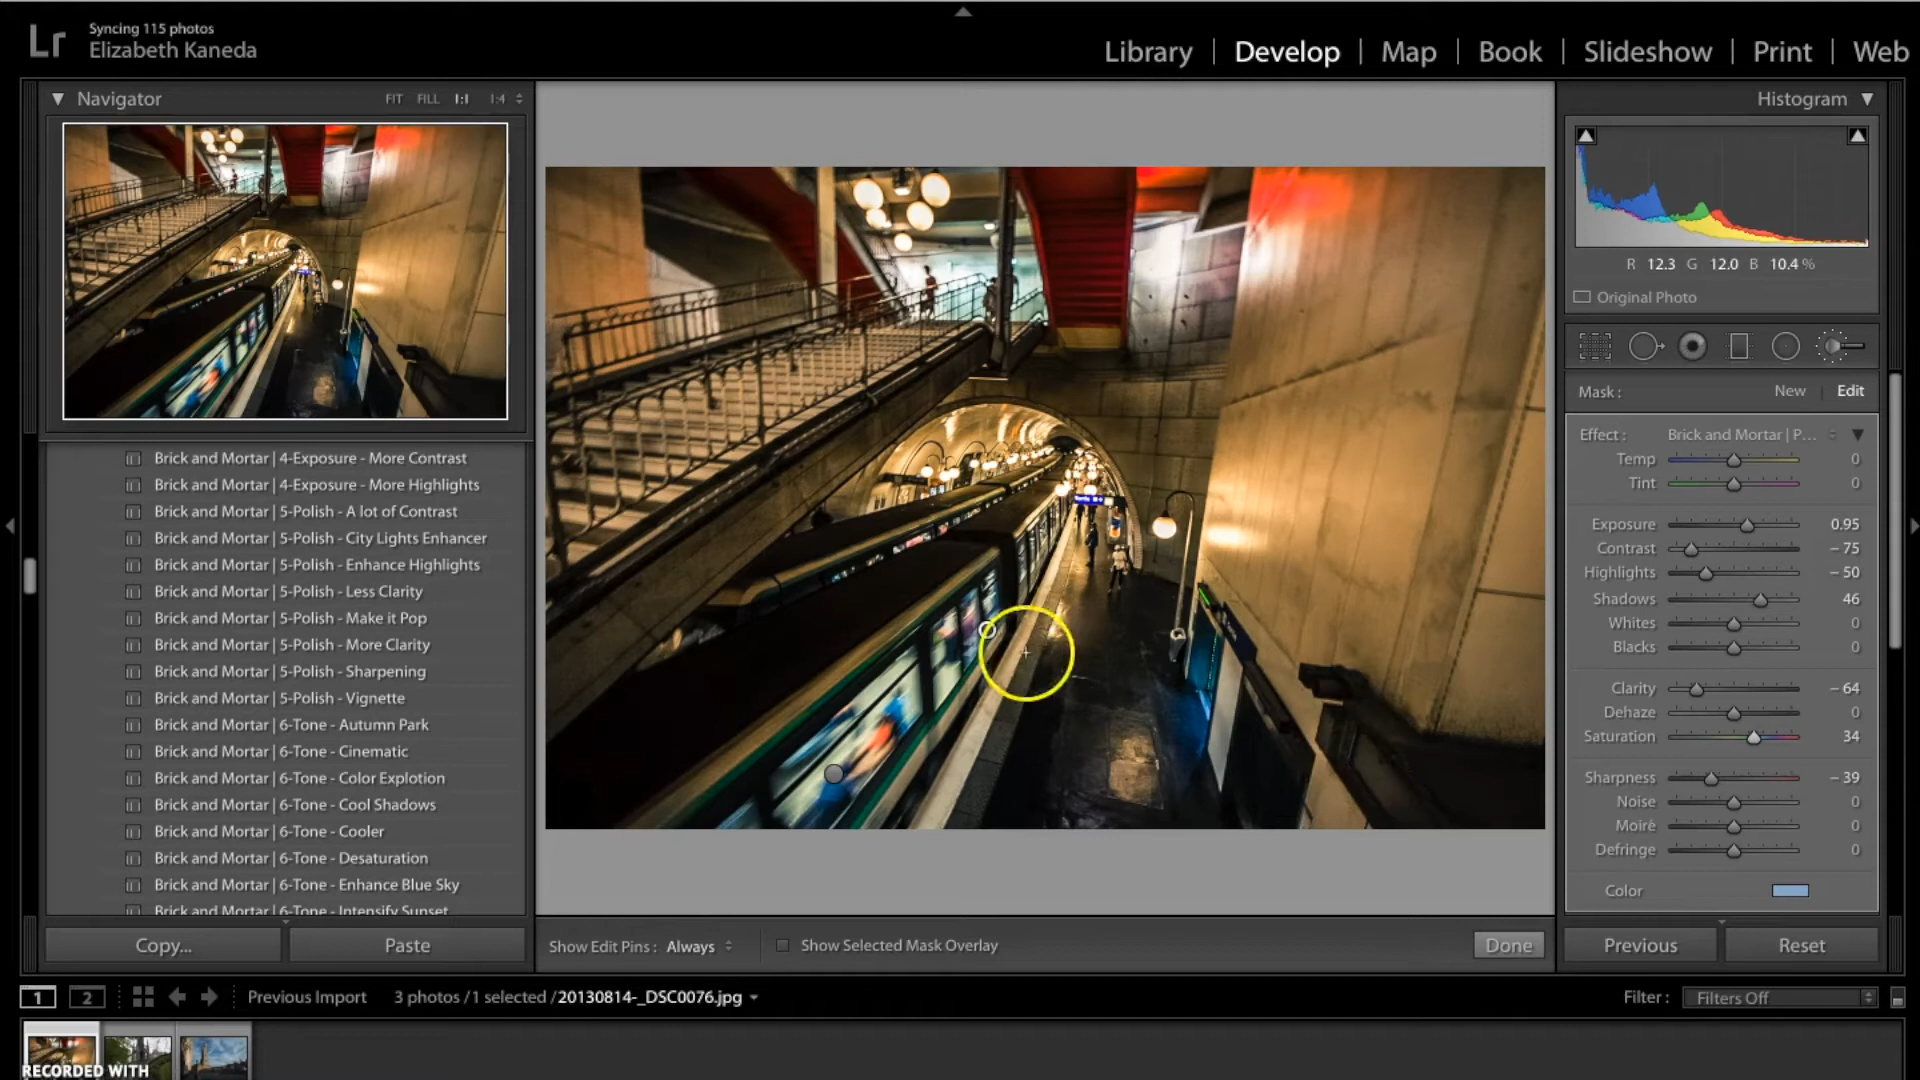 Lr
Syncing 115 photos
Elizabeth Kaneda
Library | Develop | Map | Book | Slideshow | Print | Web
Navigator
FIT FILL 1:1 1:4
Brick and Mortar | 4-Exposure - More Contrast
Brick and Mortar | 4-Exposure - More Highlights
Brick and Mortar | 5-Polish - A lot of Contrast
Brick and Mortar | 5-Polish - City Lights Enhancer
Brick and Mortar | 5-Polish - Enhance Highlights
Brick and Mortar | 5-Polish - Less Clarity
Brick and Mortar | 5-Polish - Make it Pop
Brick and Mortar | 5-Polish - More Clarity
Brick and Mortar | 5-Polish - Sharpening
Brick and Mortar | 5-Polish - Vignette
Brick and Mortar | 6-Tone - Autumn Park
Brick and Mortar | 6-Tone - Cinematic
Brick and Mortar | 6-Tone - Color Explotion
Brick and Mortar | 6-Tone - Cool Shadows
Brick and Mortar | 6-Tone - Cooler
Brick and Mortar | 6-Tone - Desaturation
Brick and Mortar | 6-Tone - Enhance Blue Sky
Brick and Mortar | 6-Tone - Intensify Sunset
Copy... Paste
Show Edit Pins : Always Show Selected Mask Overlay Done
Histogram
R 12.3 G 12.0 B 10.4 %
Original Photo
Mask : New | Edit
Effect : Brick and Mortar | P...
Temp 0
Tint 0
Exposure 0.95
Contrast – 75
Highlights – 50
Shadows 46
Whites 0
Blacks 0
Clarity – 64
Dehaze 0
Saturation 34
Sharpness – 39
Noise 0
Moiré 0
Defringe 0
Color
Previous Reset
1 2 Previous Import 3 photos /1 selected /20130814-_DSC0076.jpg Filter : Filters Off
RECORDED WITH